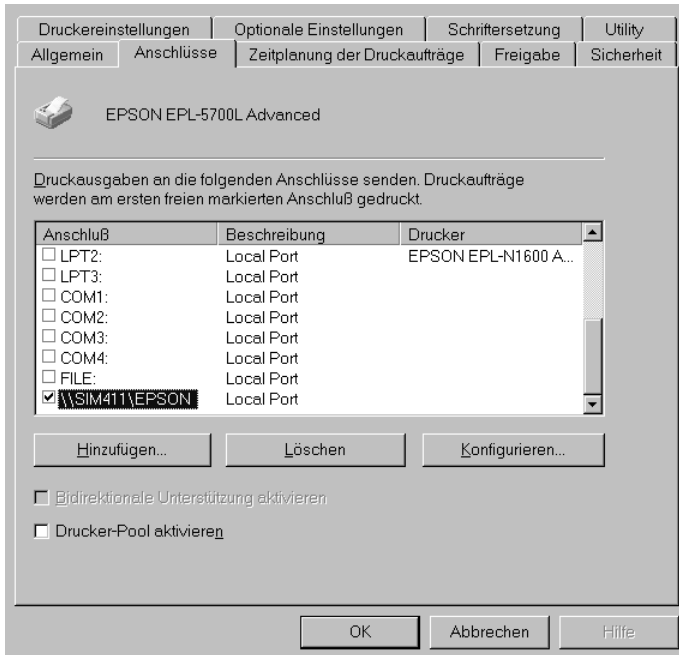 Druckereinstellungen Optionale Einstellungen Schriftersetzung Utility
Allgemein Anschlüsse Zeitplanung der Druckaufträge Freigabe Sicherheit
EPSON EPL-5700L Advanced
Druckausgaben an die folgenden Anschlüsse senden. Druckaufträge
werden am ersten freien markierten Anschluß gedruckt.
Anschluß Beschreibung Drucker
LPT2: Local Port EPSON EPL-N1600 A...
LPT3: Local Port
COM1: Local Port
COM2: Local Port
COM3: Local Port
COM4: Local Port
FILE: Local Port
\\SIM411\EPSON Local Port
Hinzufügen... Löschen Konfigurieren...
Bidirektionale Unterstützung aktivieren
Drucker-Pool aktivieren
OK Abbrechen Hilfe